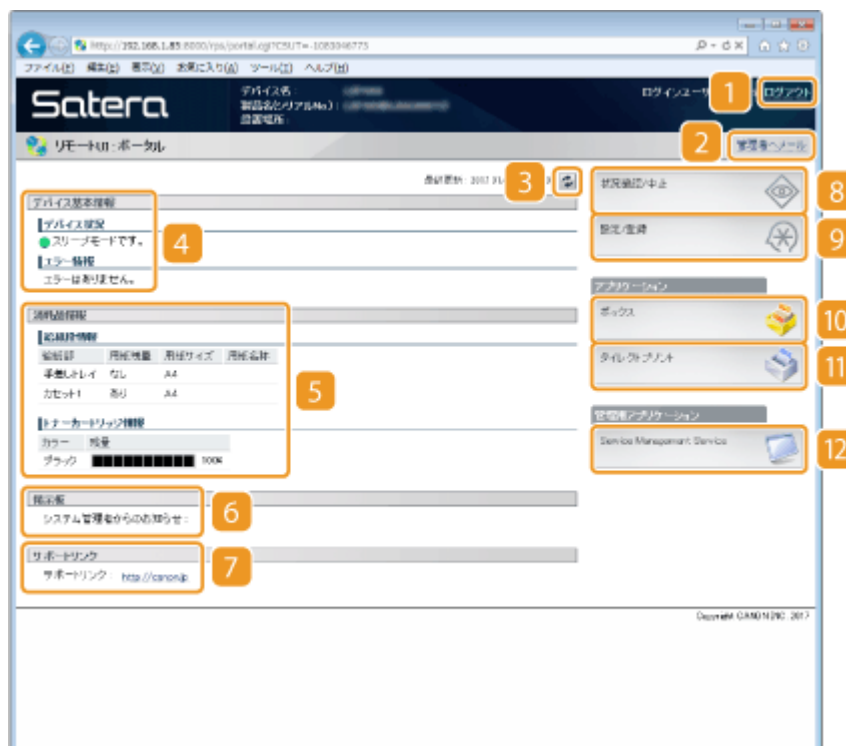 http://192.168.1.85:8000/rps/portal.cgi?CSUT=-1083046773
ファイル(F) 編集(E) 表示(V) お気に入り(A) ツール(T) ヘルプ(H)
Satera
デバイス名:
製品名(シリアルNo):
設置場所:
ログインユーザ
1
ログアウト
リモートUI:ポータル
2
管理者へメール
最終更新: 2017
3
デバイス基本情報
デバイス状況
スリープモードです。
エラー情報
エラーはありません。
4
消耗品情報
給紙段情報
給紙部 用紙残量 用紙サイズ 用紙名称
手差しトレイ なし A4
カセット1 あり A4
トナーカートリッジ情報
カラー 残量
ブラック 100%
5
掲示板
システム管理者からのお知らせ:
6
サポートリンク
サポートリンク: http://canon.jp
7
状況確認/中止
8
設定/登録
9
アプリケーション
ボックス
10
ダイレクトプリント
11
管理用アプリケーション
Service Management Service
12
Copyright CANON INC. 2017